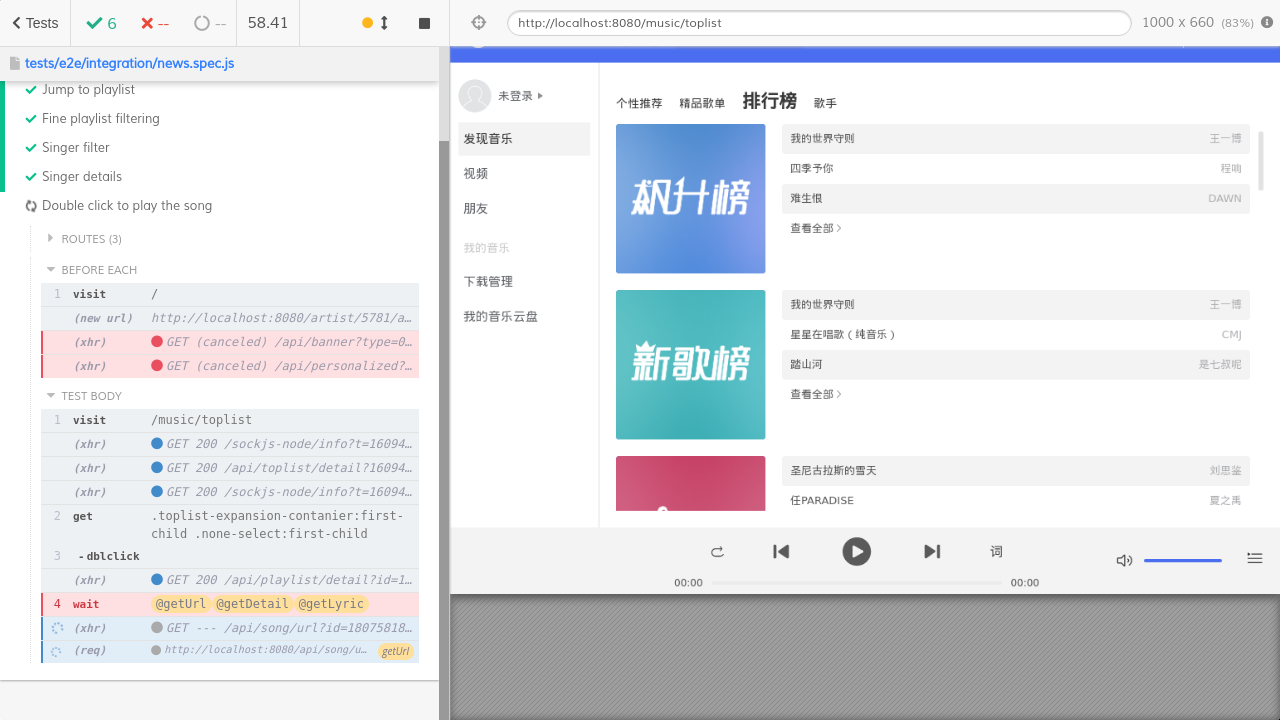 Tests
6
--
--
58.41
http://localhost:8080/music/toplist
1000 x 660 (83%)
tests/e2e/integration/news.spec.js
Jump to playlist
Fine playlist filtering
Singer filter
Singer details
Double click to play the song
ROUTES (3)
BEFORE EACH
1 visit /
(new url) http://localhost:8080/artist/5781/a…
(xhr) GET (canceled) /api/banner?type=0…
(xhr) GET (canceled) /api/personalized?…
TEST BODY
1 visit /music/toplist
(xhr) GET 200 /sockjs-node/info?t=16094…
(xhr) GET 200 /api/toplist/detail?16094…
(xhr) GET 200 /sockjs-node/info?t=16094…
2 get .toplist-expansion-contanier:first-
child .none-select:first-child
3 -dblclick
(xhr) GET 200 /api/playlist/detail?id=1…
4 wait @getUrl @getDetail @getLyric
(xhr) GET --- /api/song/url?id=18075818…
(req) http://localhost:8080/api/song/u… getUrl
未登录
发现音乐
视频
朋友
我的音乐
下载管理
我的音乐云盘
个性推荐 精品歌单 排行榜 歌手
飙升榜
我的世界守则 王一博
四季予你 程响
难生恨 DAWN
查看全部
新歌榜
我的世界守则 王一博
星星在唱歌（纯音乐） CMJ
踏山河 是七叔呢
查看全部
圣尼古拉斯的雪天 刘思鉴
任PARADISE 夏之禹
词
00:00 00:00